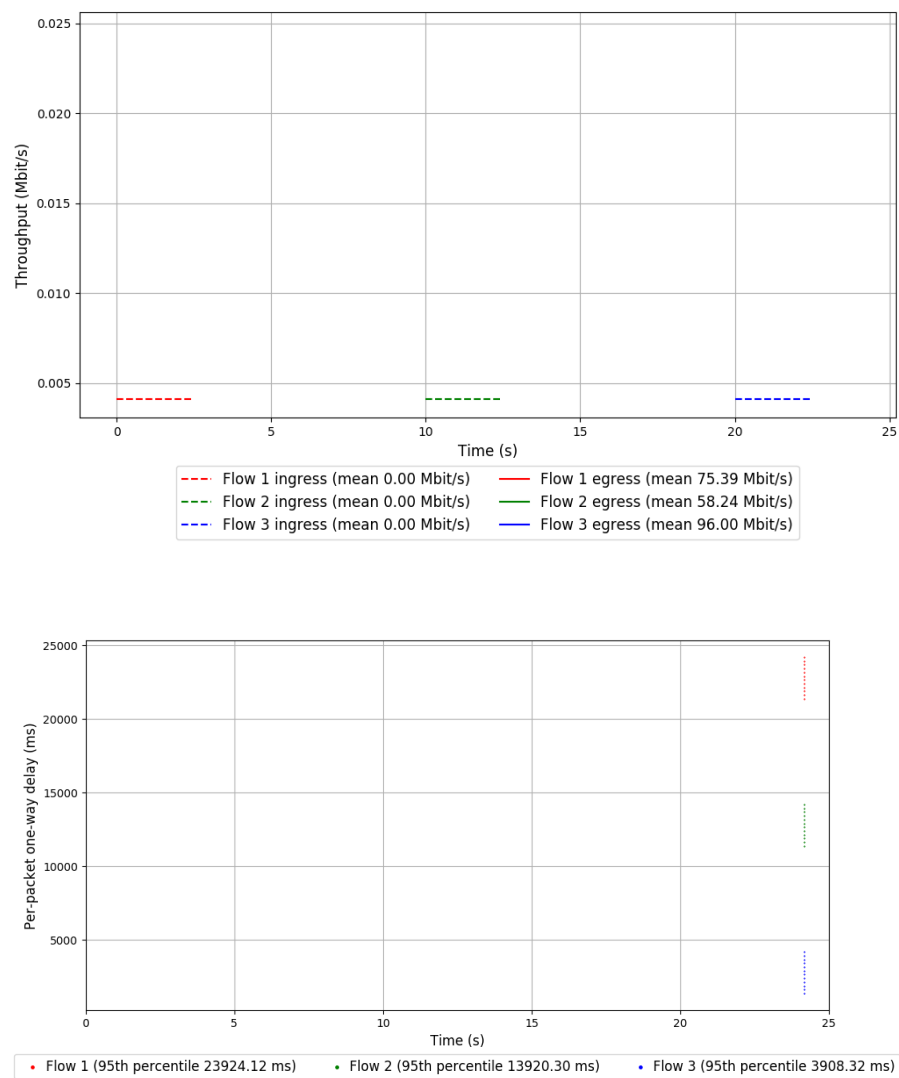 0.025
0.020
0.015
0.010
0.005
Throughput (Mbit/s)
0 5 10 15 20 25
Time (s)
Flow 1 ingress (mean 0.00 Mbit/s) Flow 1 egress (mean 75.39 Mbit/s)
Flow 2 ingress (mean 0.00 Mbit/s) Flow 2 egress (mean 58.24 Mbit/s)
Flow 3 ingress (mean 0.00 Mbit/s) Flow 3 egress (mean 96.00 Mbit/s)
25000
20000
15000
10000
5000
Per-packet one-way delay (ms)
0 5 10 15 20 25
Time (s)
Flow 1 (95th percentile 23924.12 ms) Flow 2 (95th percentile 13920.30 ms) Flow 3 (95th percentile 3908.32 ms)